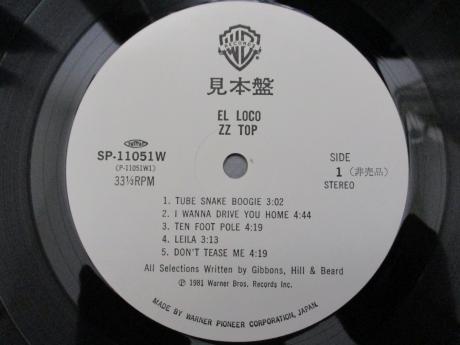 WB
RECORDS
見本盤
EL LOCO
ZZ TOP
SP-11051W
(P-11051W1)
33⅓RPM
SIDE
1 (非売品)
STEREO
1. TUBE SNAKE BOOGIE 3:02
2. I WANNA DRIVE YOU HOME 4:44
3. TEN FOOT POLE 4:19
4. LEILA 3:13
5. DON'T TEASE ME 4:19
All Selections Written by Gibbons, Hill & Beard
Ⓟ 1981 Warner Bros. Records Inc.
MADE BY WARNER PIONEER CORPORATION, JAPAN.